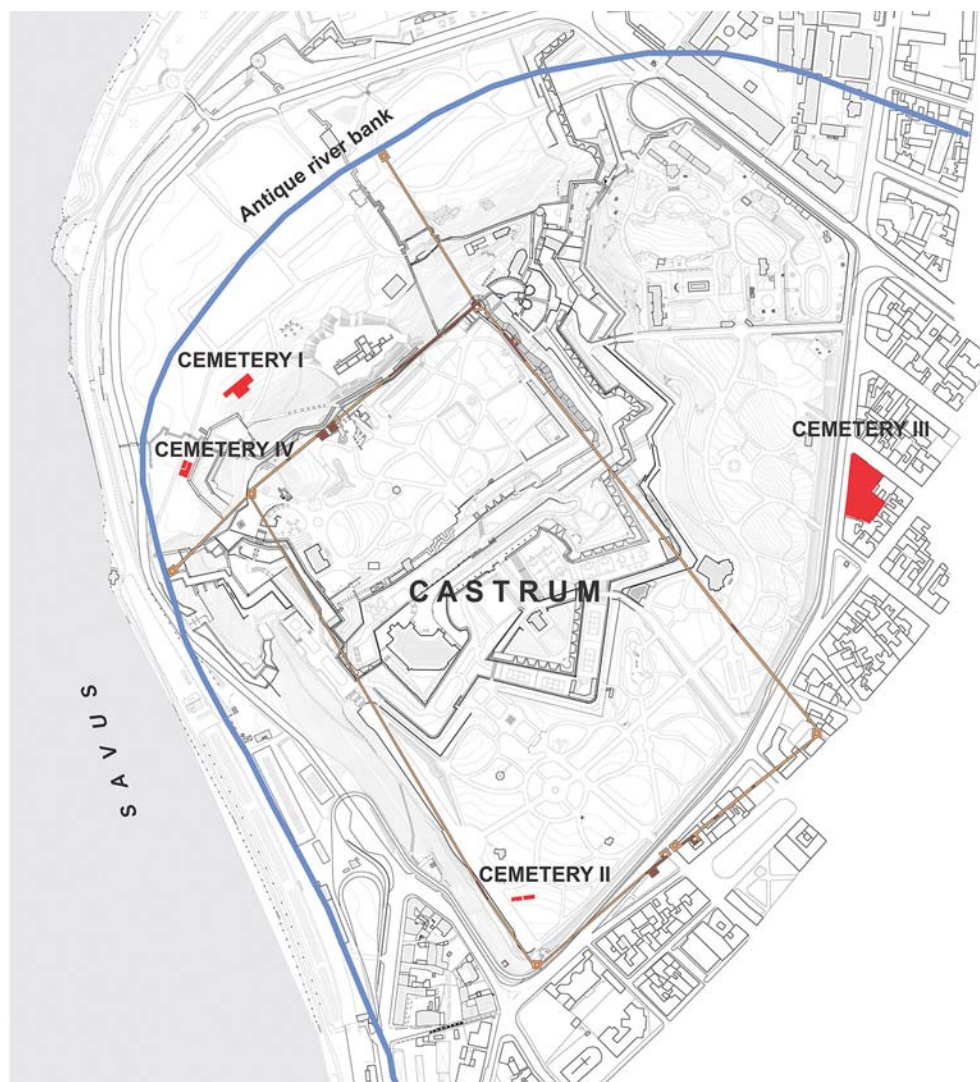 Antique river bank
CEMETERY I
CEMETERY III
CEMETERY IV
CASTRUM
SAVUS
CEMETERY II